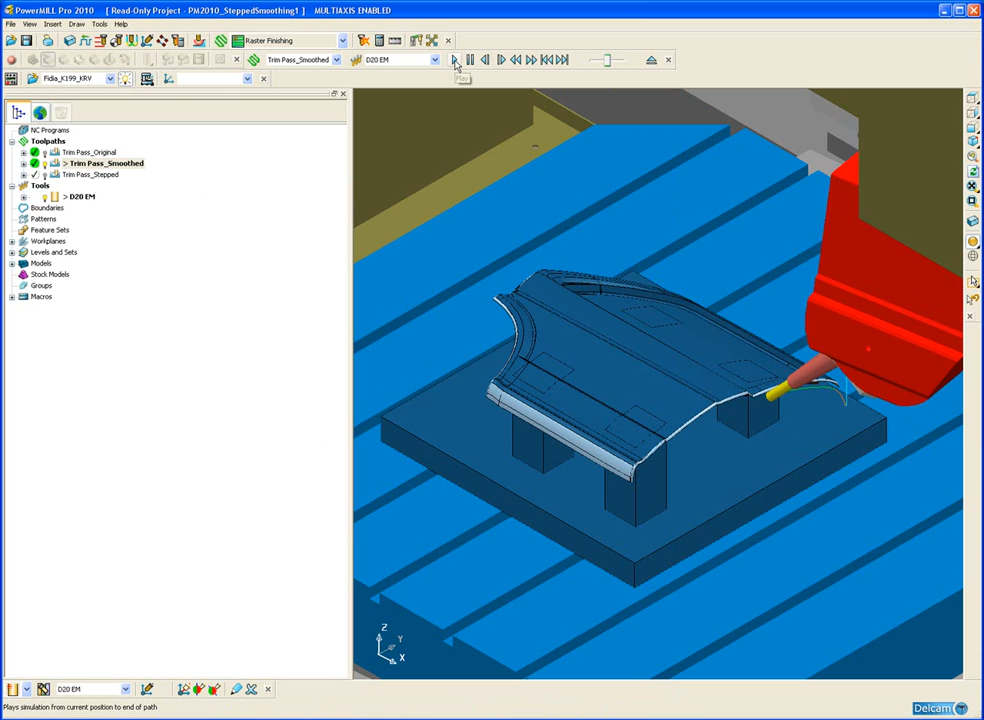 PowerMILL Pro 2010    [ Read-Only Project - PM2010_SteppedSmoothing1 ]    MULTIAXIS ENABLED
File View Insert Draw Tools Help
Raster Finishing
Trim Pass_Smoothed D20 EM
Fidia_K199_KRV
Play
NC Programs
Toolpaths
Trim Pass_Original
> Trim Pass_Smoothed
Trim Pass_Stepped
Tools
> D20 EM
Boundaries
Patterns
Feature Sets
Workplanes
Levels and Sets
Models
Stock Models
Groups
Macros
Z
Y
X
D20 EM
Plays simulation from current position to end of path
Delcam